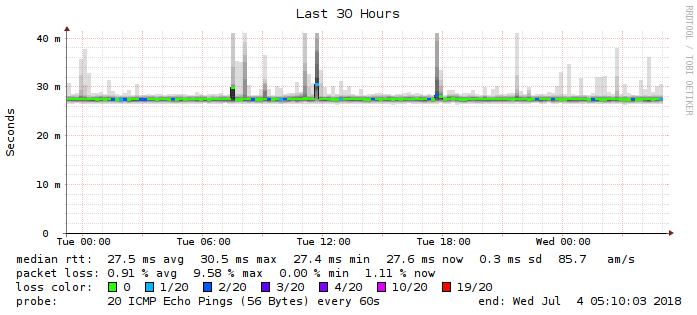 Last 30 Hours
RRDTOOL / TOBI OETIKER
Seconds
40 m
30 m
20 m
10 m
0
Tue 00:00 Tue 06:00 Tue 12:00 Tue 18:00 Wed 00:00
median rtt: 27.5 ms avg 30.5 ms max 27.4 ms min 27.6 ms now 0.3 ms sd 85.7 am/s
packet loss: 0.91 % avg 9.58 % max 0.00 % min 1.11 % now
loss color: 0 1/20 2/20 3/20 4/20 10/20 19/20
probe: 20 ICMP Echo Pings (56 Bytes) every 60s end: Wed Jul 4 05:10:03 2018